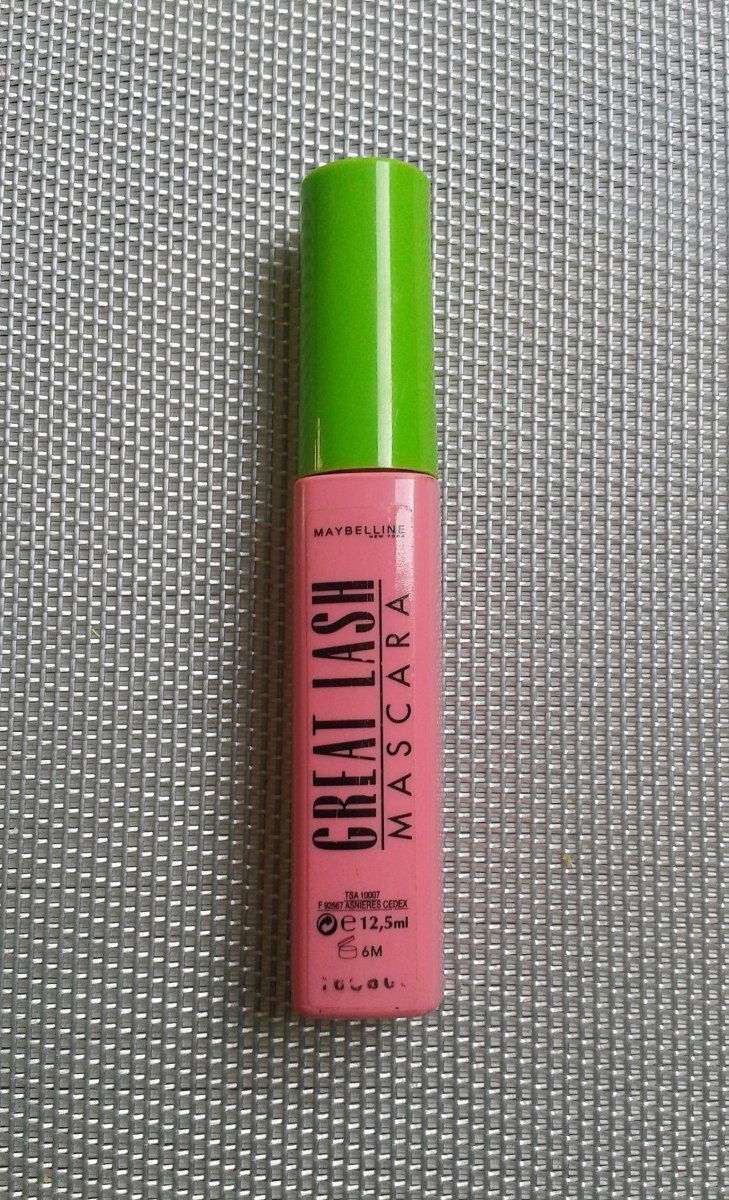 MAYBELLINE
NEW YORK
GREAT LASH
MASCARA
TSA 10007
F 92667 ASNIERES CEDEX
e 12,5ml
6M